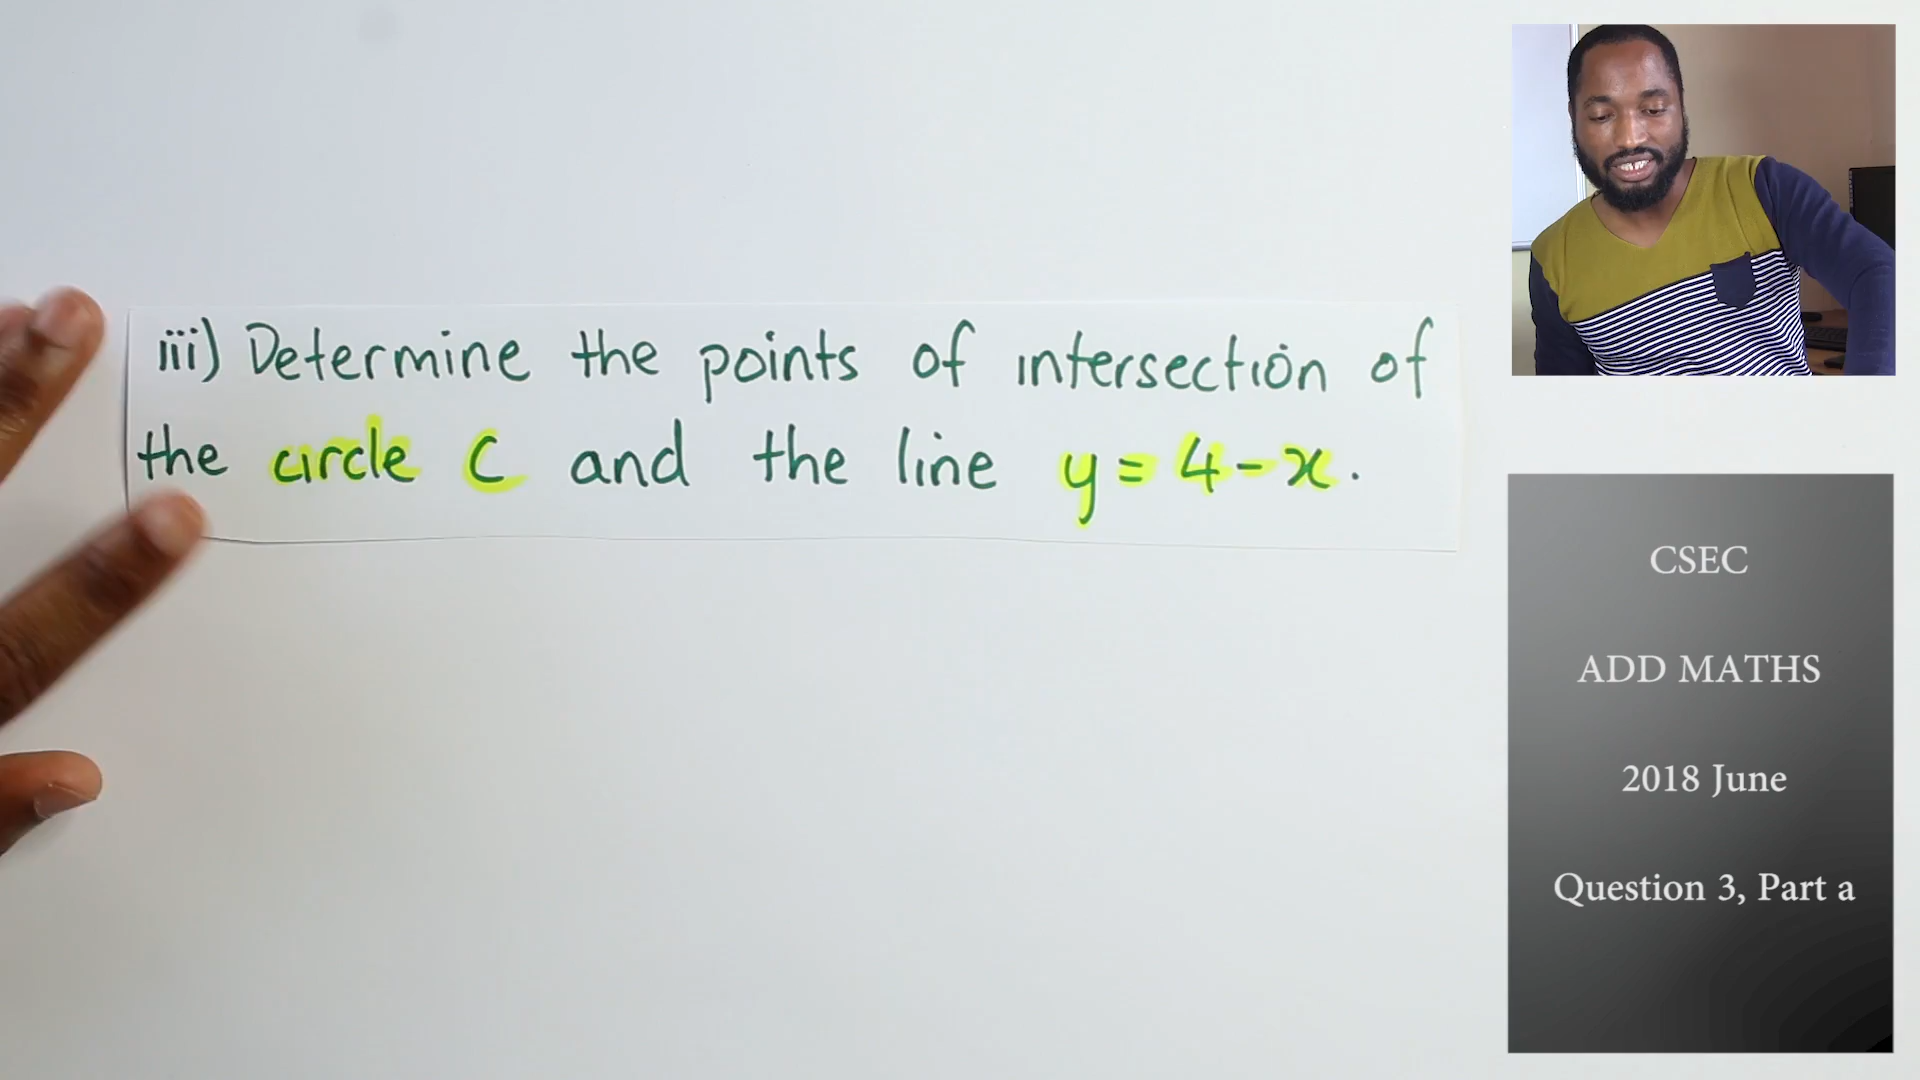 iii) Determine the points of intersection of
the circle C and the line y = 4 - x.
CSEC
ADD MATHS
2018 June
Question 3, Part a